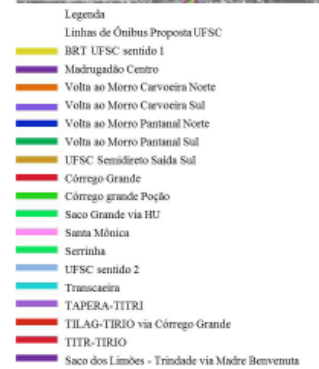 Legenda
Linhas de Ônibus Proposta UFSC
BRT UFSC sentido 1
Madrugadão Centro
Volta ao Morro Carvoeira Norte
Volta ao Morro Carvoeira Sul
Volta ao Morro Pantanal Norte
Volta ao Morro Pantanal Sul
UFSC Semidireto Saída Sul
Córrego Grande
Córrego grande Poção
Saco Grande via HU
Santa Mônica
Serrinha
UFSC sentido 2
Transcaeira
TAPERA-TITRI
TILAG-TIRIO via Córrego Grande
TITR-TIRIO
Saco dos Limões - Trindade via Madre Benvenuta